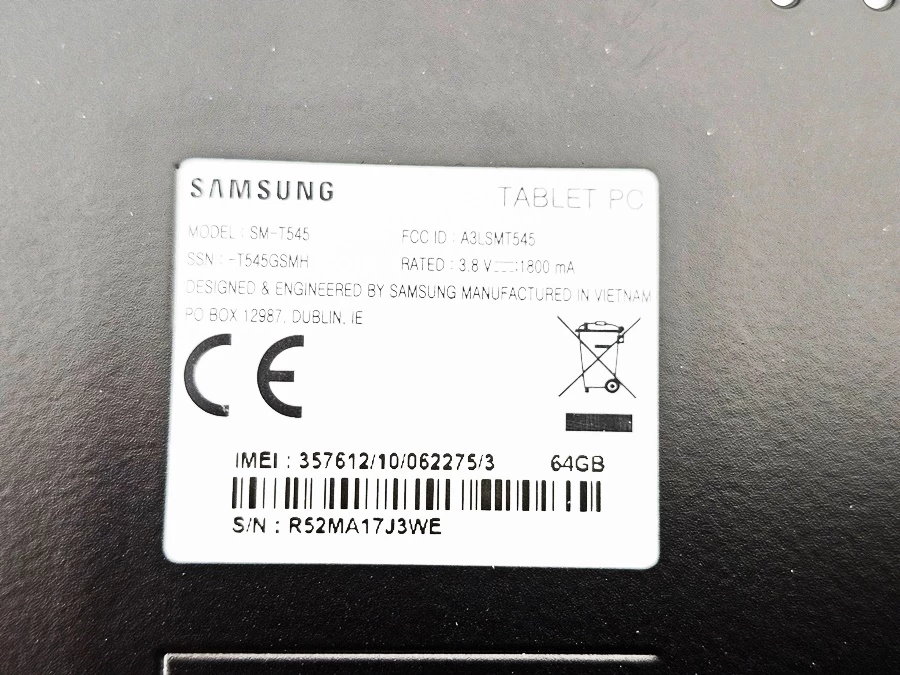 SAMSUNG TABLET PC
MODEL : SM-T545 FCC ID : A3LSMT545
SSN : -T545GSMH RATED : 3.8 V⎓;1800 mA
DESIGNED & ENGINEERED BY SAMSUNG MANUFACTURED IN VIETNAM
PO BOX 12987, DUBLIN, IE
CE
IMEI : 357612/10/062275/3 64GB
S/N : R52MA17J3WE